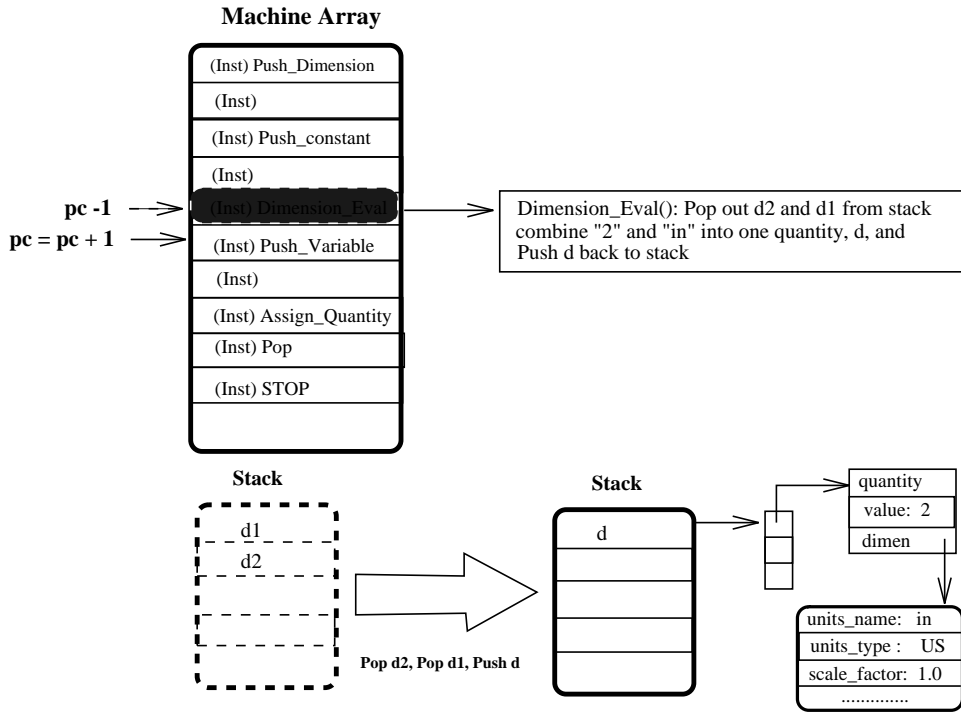 Machine Array
(Inst) Push_Dimension
(Inst)
(Inst) Push_constant
(Inst)
(Inst) Dimension_Eval
(Inst) Push_Variable
(Inst)
(Inst) Assign_Quantity
(Inst) Pop
(Inst) STOP
pc -1
pc = pc + 1
Dimension_Eval(): Pop out d2 and d1 from stack
combine "2" and "in" into one quantity, d, and
Push d back to stack
Stack
d1
d2
Pop d2, Pop d1, Push d
Stack
d
quantity
value: 2
dimen
units_name: in
units_type : US
scale_factor: 1.0
..............